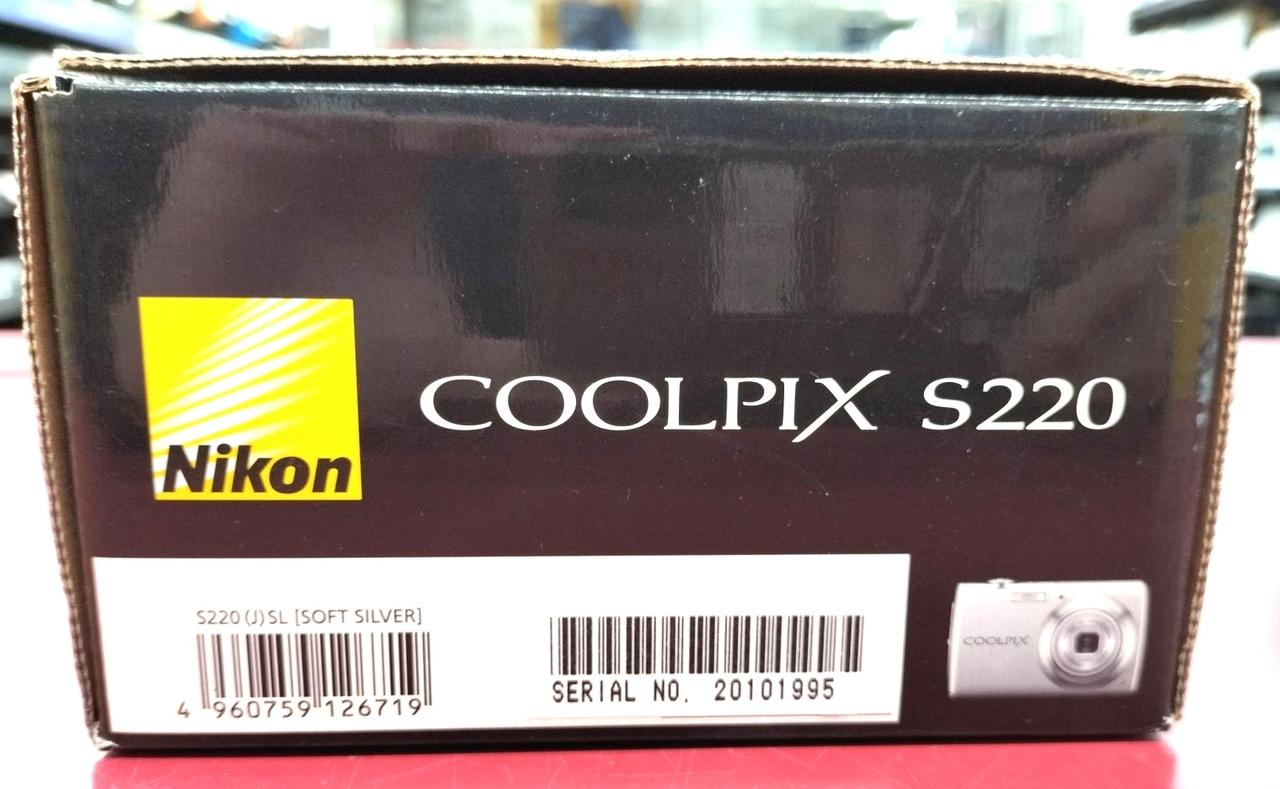 Nikon
COOLPIX S220
S220(J)SL [SOFT SILVER]
4 960759 126719
SERIAL NO. 20101995
COOLPIX